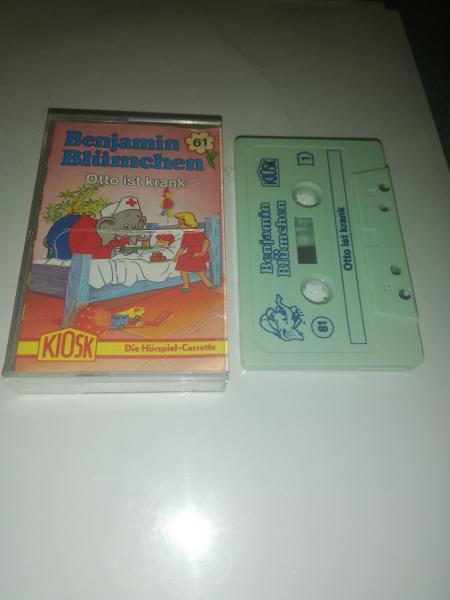 Benjamin
Blümchen
61
Otto ist krank
KIOSK
Die Hörspiel-Cassette
Benjamin
Blümchen
KIOSK
1
Otto ist krank
61